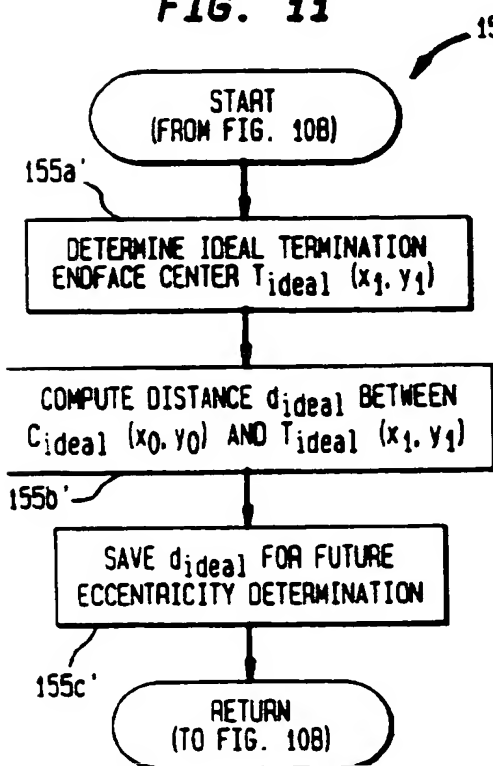 FIG. 11
15
START
(FROM FIG. 10B)
155a'
DETERMINE IDEAL TERMINATION
ENDFACE CENTER Tideal (x1, y1)
COMPUTE DISTANCE dideal BETWEEN
Cideal (x0, y0) AND Tideal (x1, y1)
155b'
SAVE dideal FOR FUTURE
ECCENTRICITY DETERMINATION
155c'
RETURN
(TO FIG. 10B)